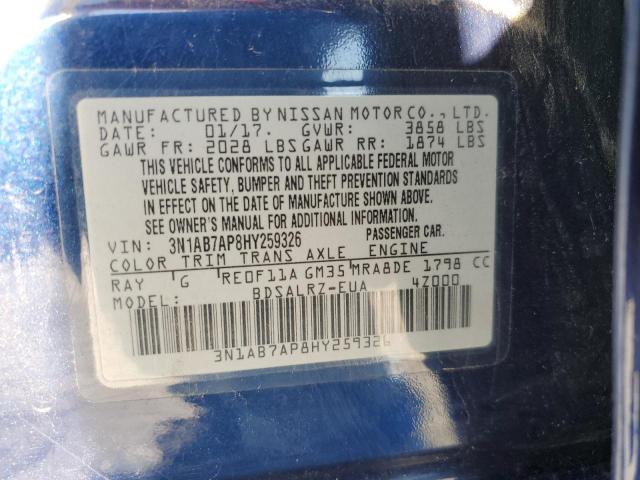 MANUFACTURED BY NISSAN MOTOR CO., LTD.
DATE: 01/17. GVWR: 3858 LBS
GAWR FR: 2028 LBS GAWR RR: 1874 LBS
THIS VEHICLE CONFORMS TO ALL APPLICABLE FEDERAL MOTOR
VEHICLE SAFETY, BUMPER AND THEFT PREVENTION STANDARDS
IN EFFECT ON THE DATE OF MANUFACTURE SHOWN ABOVE.
SEE OWNER'S MANUAL FOR ADDITIONAL INFORMATION.
VIN: 3N1AB7AP8HY259326 PASSENGER CAR.
COLOR TRIM TRANS AXLE ENGINE
RAY G RE0F11A GM35 MRA8DE 1798 CC
MODEL: BDSALRZ-EUA 4Z000
3N1AB7AP8HY259326